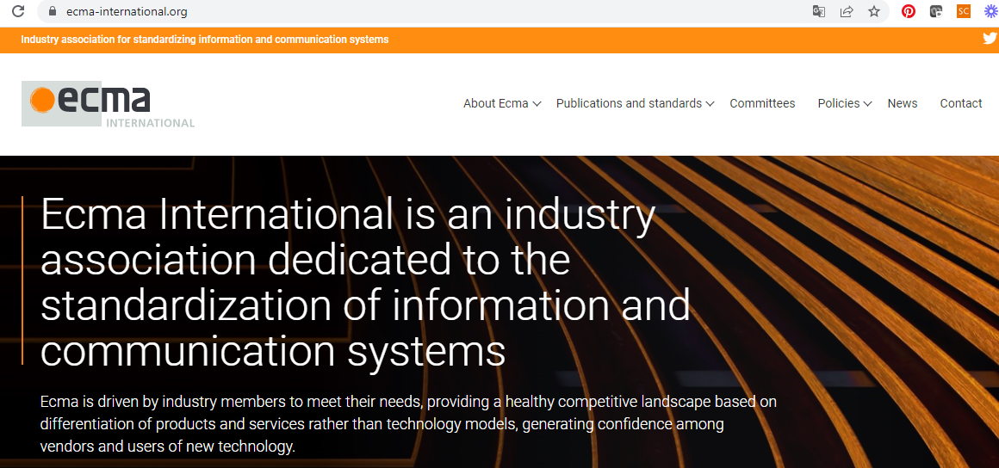 ecma-international.org
Industry association for standardizing information and communication systems
ecma
INTERNATIONAL
About Ecma
Publications and standards
Committees
Policies
News
Contact
Ecma International is an industry
association dedicated to the
standardization of information and
communication systems
Ecma is driven by industry members to meet their needs, providing a healthy competitive landscape based on
differentiation of products and services rather than technology models, generating confidence among
vendors and users of new technology.
SC